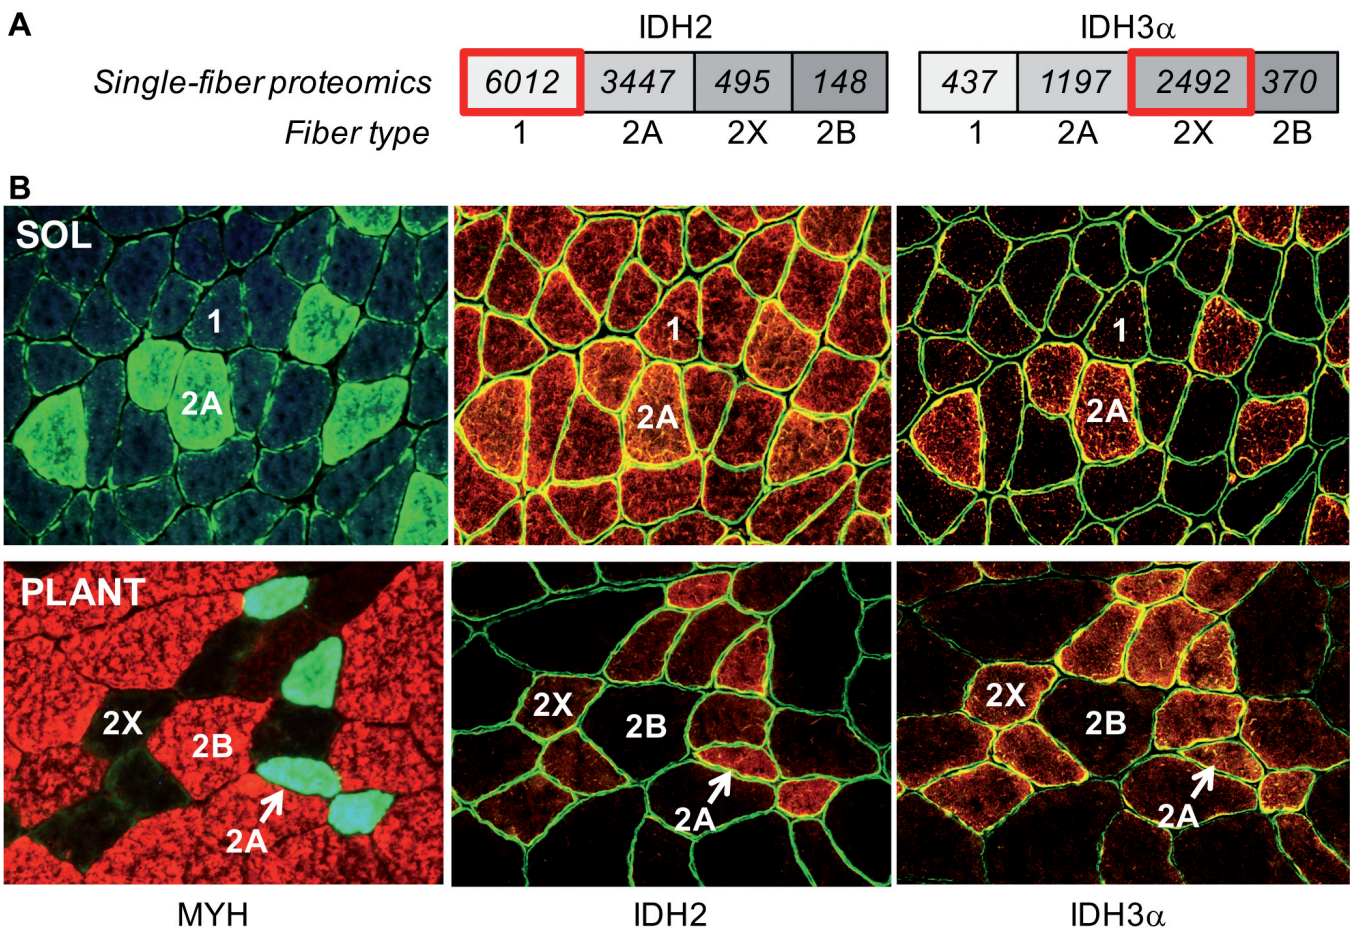 A
IDH2 IDH3α
Single-fiber proteomics 6012 3447 495 148 437 1197 2492 370
Fiber type 1 2A 2X 2B 1 2A 2X 2B
B
SOL
1 1 1
2A 2A 2A
PLANT
2X 2B 2X 2B 2X 2B
2A 2A 2A
MYH IDH2 IDH3α